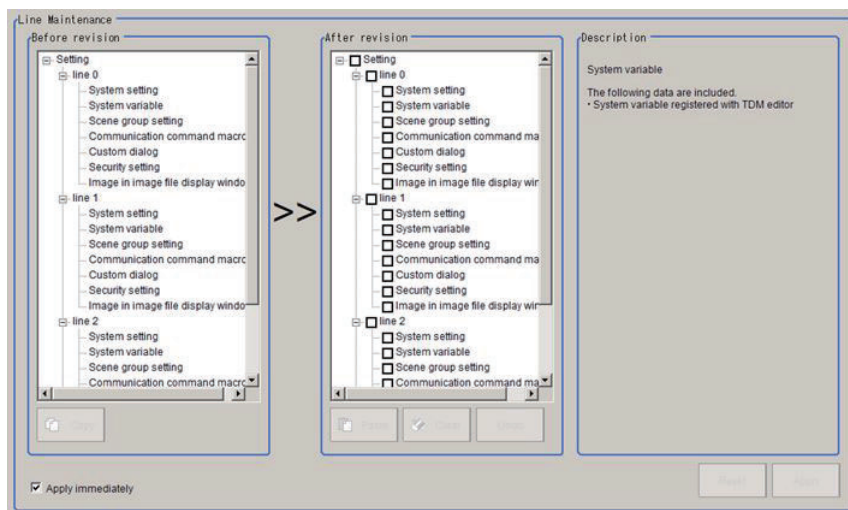 Line Maintenance
Before revision
Setting
line 0
System setting
System variable
Scene group setting
Communication command macro
Custom dialog
Security setting
Image in image file display windo
line 1
System setting
System variable
Scene group setting
Communication command macro
Custom dialog
Security setting
Image in image file display windo
line 2
System setting
System variable
Scene group setting
Communication command macro
Copy
>>
After revision
Setting
line 0
System setting
System variable
Scene group setting
Communication command ma
Custom dialog
Security setting
Image in image file display wir
line 1
System setting
System variable
Scene group setting
Communication command ma
Custom dialog
Security setting
Image in image file display wir
line 2
System setting
System variable
Scene group setting
Communication command ma
Description
System variable
The following data are included.
• System variable registered with TDM editor
Apply immediately